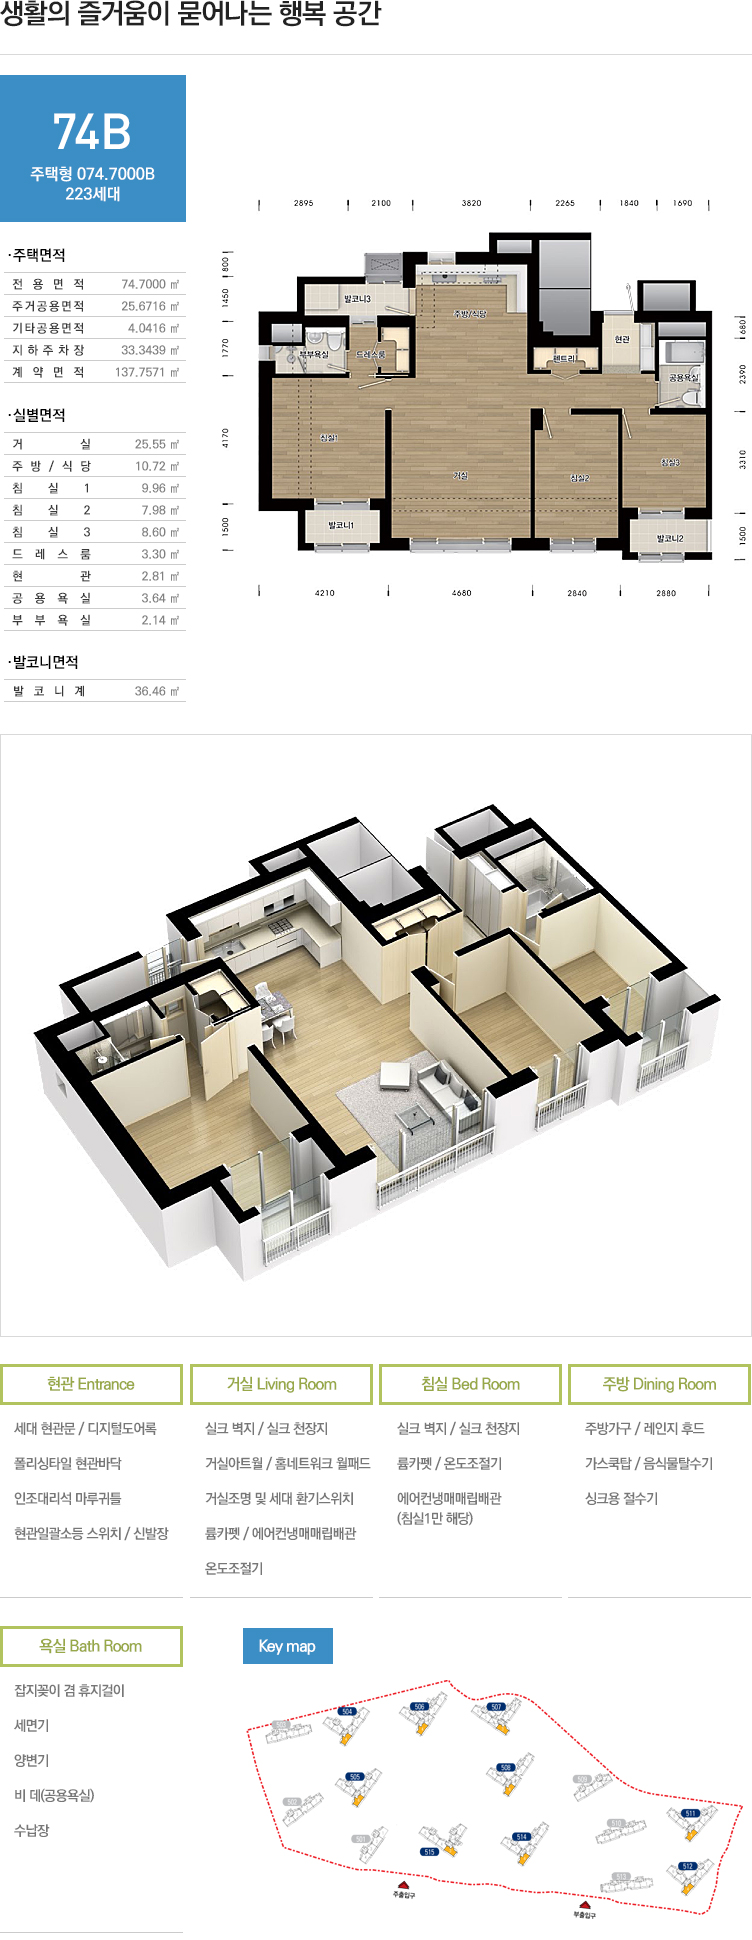 생활의 즐거움이 묻어나는 행복 공간
74B
주택형 074.7000B
223세대
·주택면적
전용면적 74.7000 ㎡
주거공용면적 25.6716 ㎡
기타공용면적 4.0416 ㎡
지하주차장 33.3439 ㎡
계약면적 137.7571 ㎡
·실별면적
거실 25.55 ㎡
주방/식당 10.72 ㎡
침실1 9.96 ㎡
침실2 7.98 ㎡
침실3 8.60 ㎡
드레스룸 3.30 ㎡
현관 2.81 ㎡
공용욕실 3.64 ㎡
부부욕실 2.14 ㎡
·발코니면적
발코니계 36.46 ㎡
2895 2100 3820 2265 1840 1690
800
1450
1770
4170
1500
680
2390
3310
1500
발코니3
주방/식당
현관
부부욕실
드레스룸
팬트리
공용욕실
침실1
거실
침실2
침실3
발코니1
발코니2
4210 4680 2840 2880
현관 Entrance
세대 현관문 / 디지털도어록
폴리싱타일 현관바닥
인조대리석 마루귀틀
현관일괄소등 스위치 / 신발장
거실 Living Room
실크 벽지 / 실크 천장지
거실아트월 / 홈네트워크 월패드
거실조명 및 세대 환기스위치
륨카펫 / 에어컨냉매매립배관
온도조절기
침실 Bed Room
실크 벽지 / 실크 천장지
륨카펫 / 온도조절기
에어컨냉매매립배관
(침실1만 해당)
주방 Dining Room
주방가구 / 레인지 후드
가스쿡탑 / 음식물탈수기
싱크용 절수기
욕실 Bath Room
잡지꽂이 겸 휴지걸이
세면기
양변기
비 데(공용욕실)
수납장
Key map
503
504
506
507
505
508
509
502
501
515
514
510
511
513
512
주출입구
부출입구